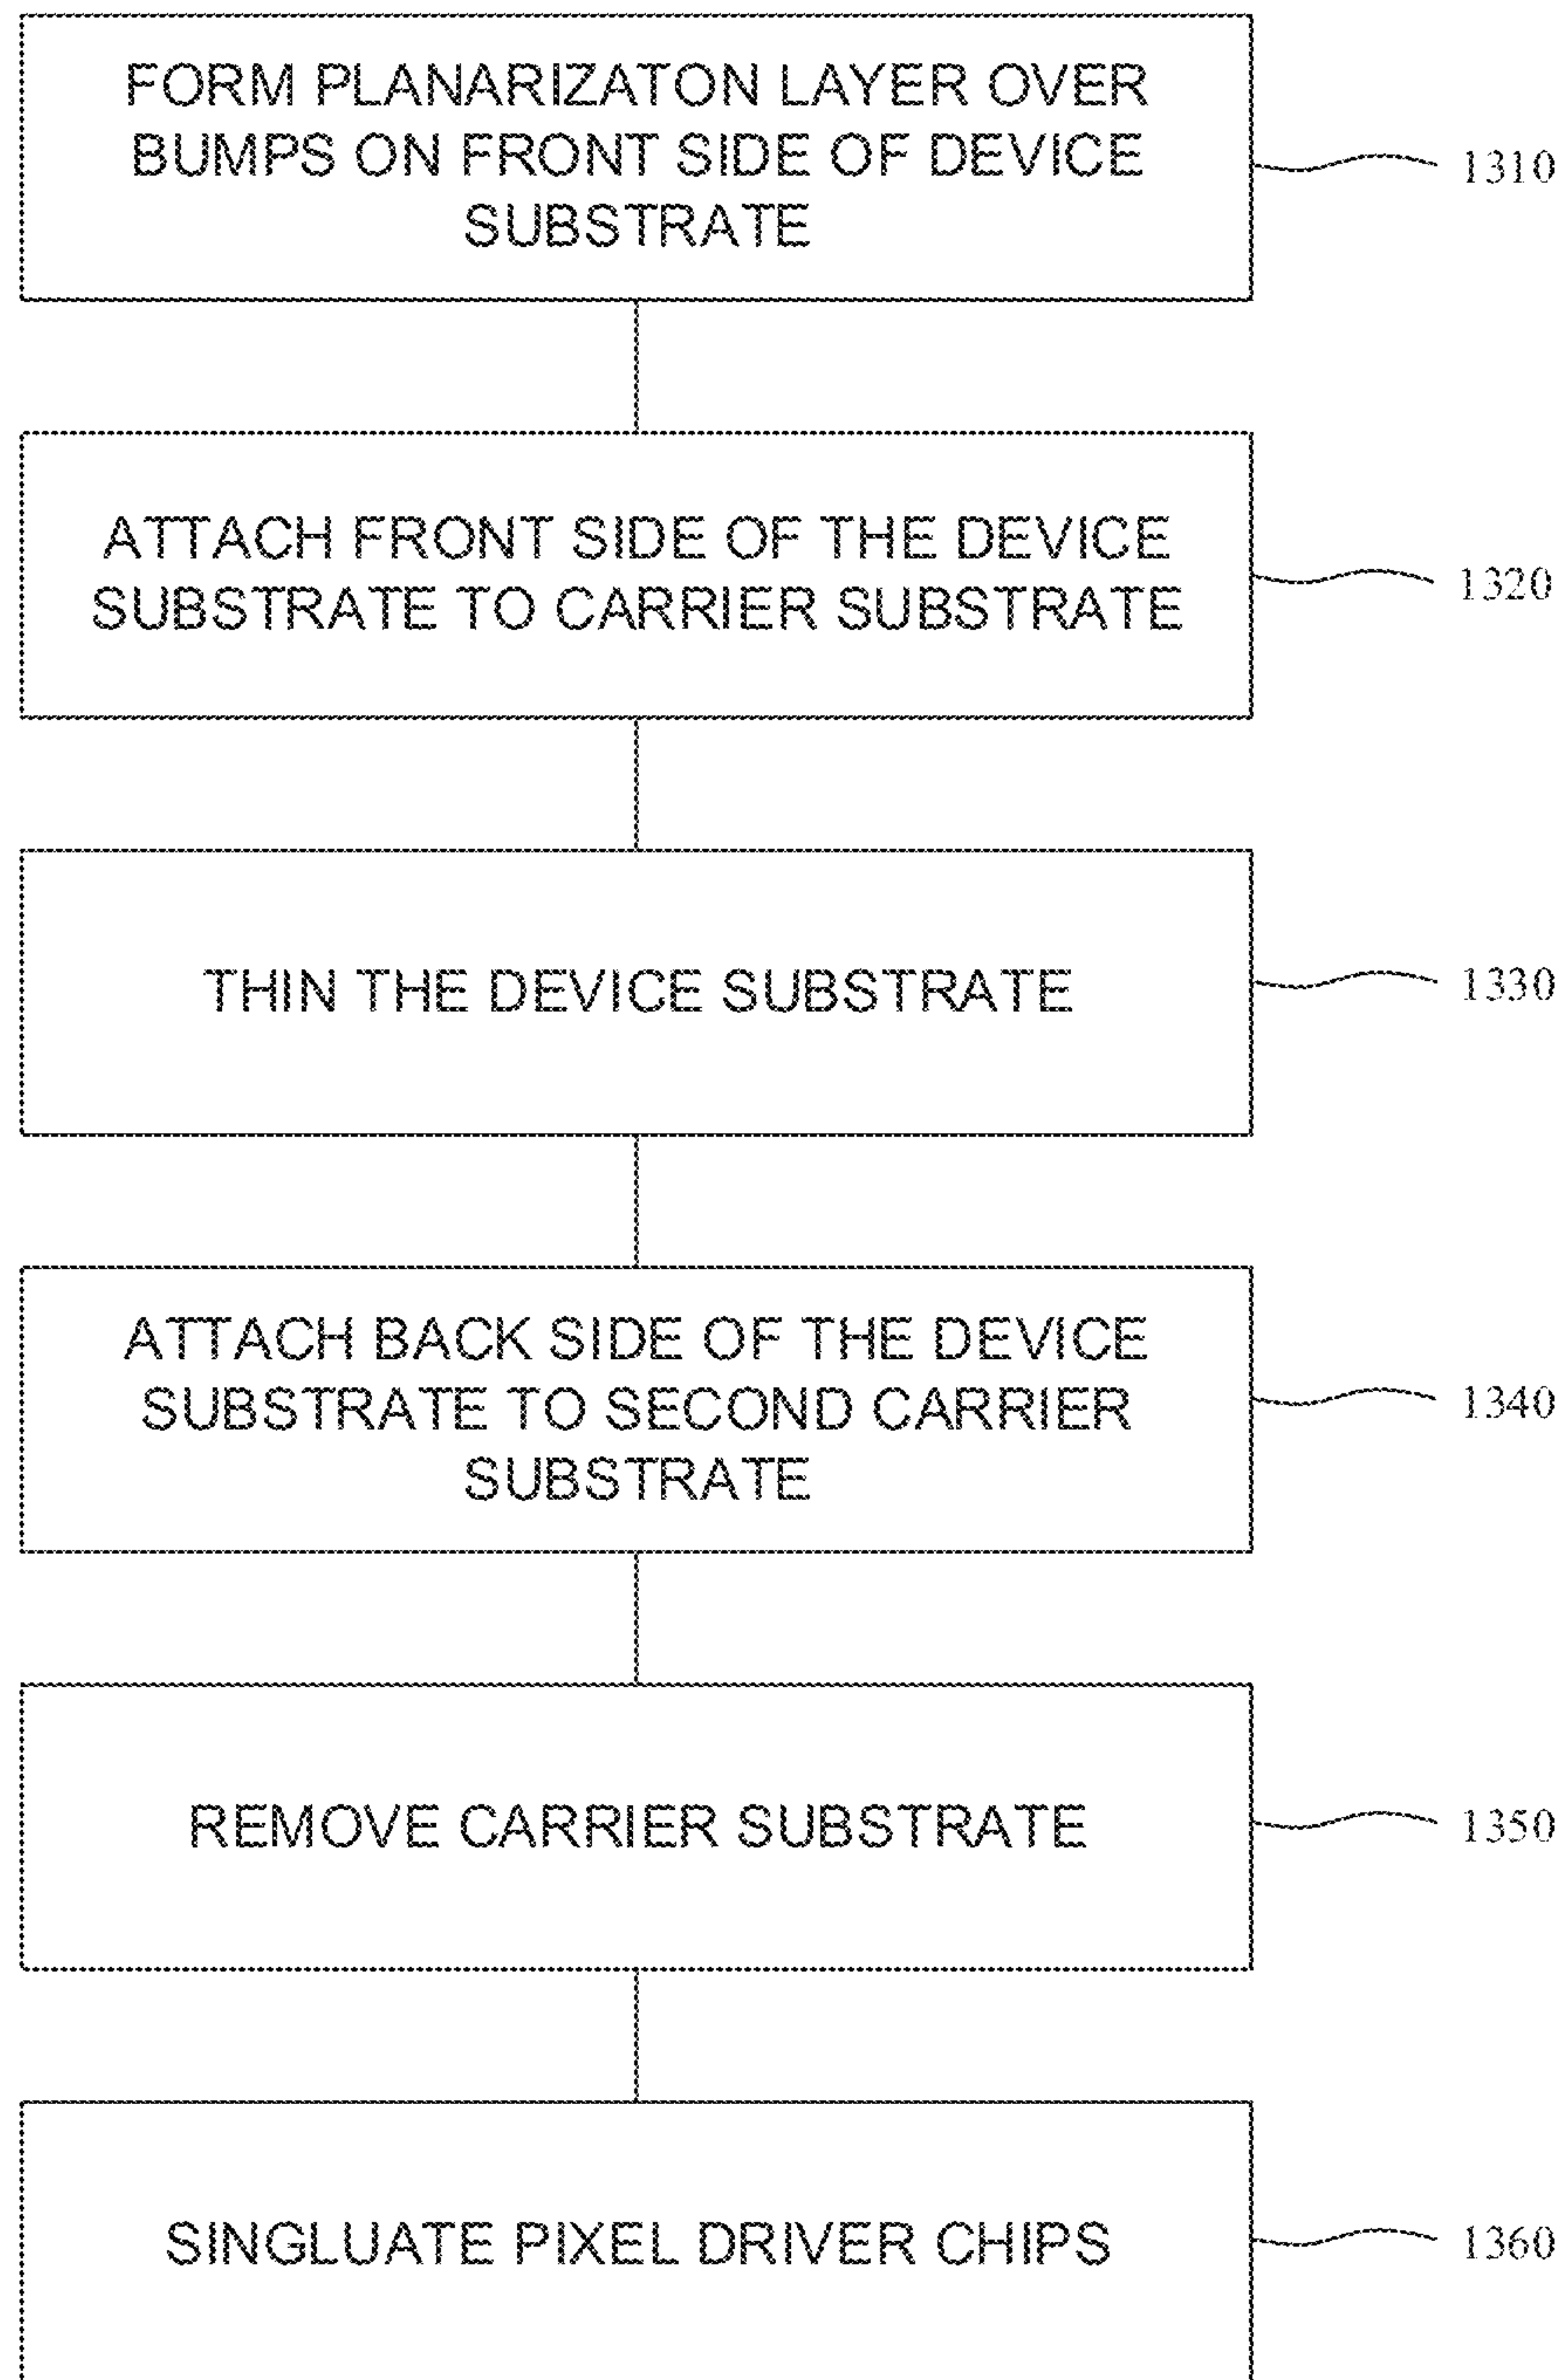 FORM PLANARIZATON LAYER OVER
BUMPS ON FRONT SIDE OF DEVICE
SUBSTRATE
1310
ATTACH FRONT SIDE OF THE DEVICE
SUBSTRATE TO CARRIER SUBSTRATE
1320
THIN THE DEVICE SUBSTRATE
1330
ATTACH BACK SIDE OF THE DEVICE
SUBSTRATE TO SECOND CARRIER
SUBSTRATE
1340
REMOVE CARRIER SUBSTRATE
1350
SINGLUATE PIXEL DRIVER CHIPS
1360